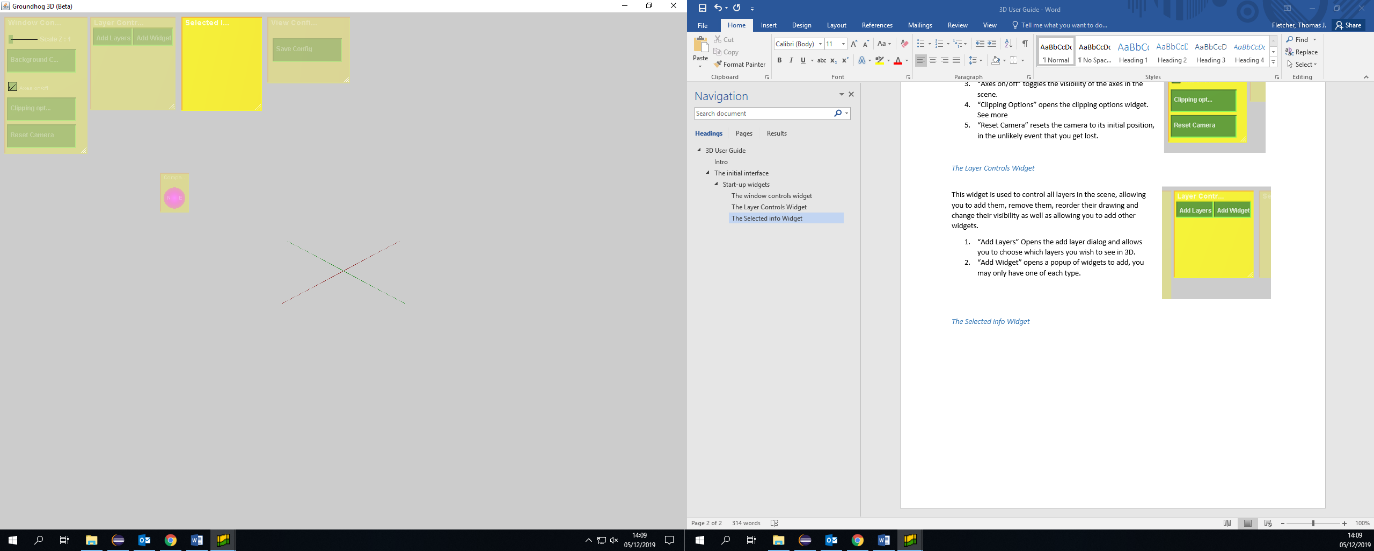 Groundhog 3D (Beta)
Window Con...
Layer Contr...
Selected I...
View Contr...
Add Layers
Add Widget
Background C...
Save Config
Clipping opt...
Reset Camera
14:09
05/12/2019
3D User Guide - Word
Fletcher, Thomas J.
File
Home
Insert
Design
Layout
References
Mailings
Review
View
Tell me what you want to do...
Share
Paste
Cut
Copy
Format Painter
Clipboard
Calibri (Body)
11
Font
Paragraph
AaBbCcDc
¶ Normal
AaBbCcDc
¶ No Spac...
AaBbCc
Heading 1
AaBbCcD
Heading 2
AaBbCcD
Heading 3
AaBbCcDc
Heading 4
Styles
Find
Replace
Select
Editing
Navigation
Search document
Headings
Pages
Results
3D User Guide
Intro
The initial interface
Start-up widgets
The window controls widget
The Layer Controls Widget
The Selected info Widget
3. "Axes on/off" toggles the visibility of the axes in the
scene.
4. "Clipping Options" opens the clipping options widget.
See more
5. "Reset Camera" resets the camera to its initial position,
in the unlikely event that you get lost.
Clipping opt...
Reset Camera
The Layer Controls Widget
This widget is used to control all layers in the scene, allowing
you to add them, remove them, reorder their drawing and
change their visibility as well as allowing you to add other
widgets.
1. "Add Layers" Opens the add layer dialog and allows
you to choose which layers you wish to see in 3D.
2. "Add Widget" opens a popup of widgets to add, you
may only have one of each type.
Layer Contr...
Add Layers
Add Widget
The Selected info Widget
Page 2 of 2
314 words
100%
14:09
05/12/2019